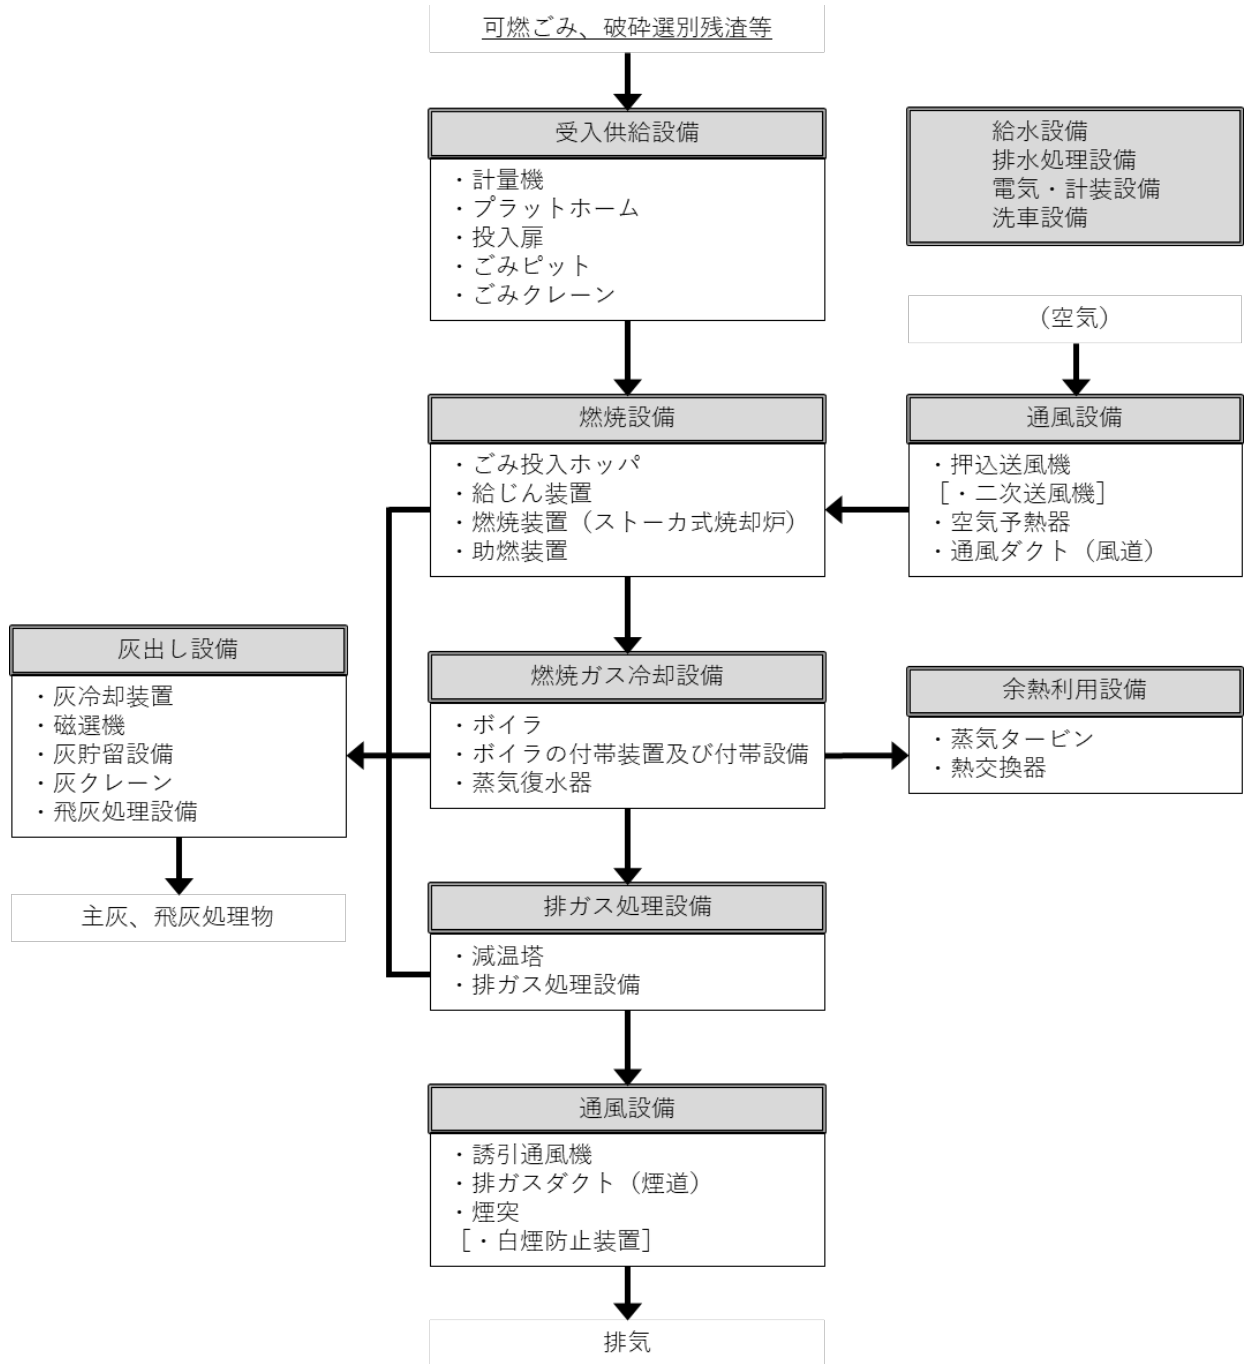 可燃ごみ、破砕選別残渣等
受入供給設備
・計量機
・プラットホーム
・投入扉
・ごみピット
・ごみクレーン
給水設備
排水処理設備
電気・計装設備
洗車設備
（空気）
燃焼設備
・ごみ投入ホッパ
・給じん装置
・燃焼装置（ストーカ式焼却炉）
・助燃装置
通風設備
・押込送風機
［・二次送風機］
・空気予熱器
・通風ダクト（風道）
灰出し設備
・灰冷却装置
・磁選機
・灰貯留設備
・灰クレーン
・飛灰処理設備
燃焼ガス冷却設備
・ボイラ
・ボイラの付帯装置及び付帯設備
・蒸気復水器
余熱利用設備
・蒸気タービン
・熱交換器
主灰、飛灰処理物
排ガス処理設備
・減温塔
・排ガス処理設備
通風設備
・誘引通風機
・排ガスダクト（煙道）
・煙突
［・白煙防止装置］
排気